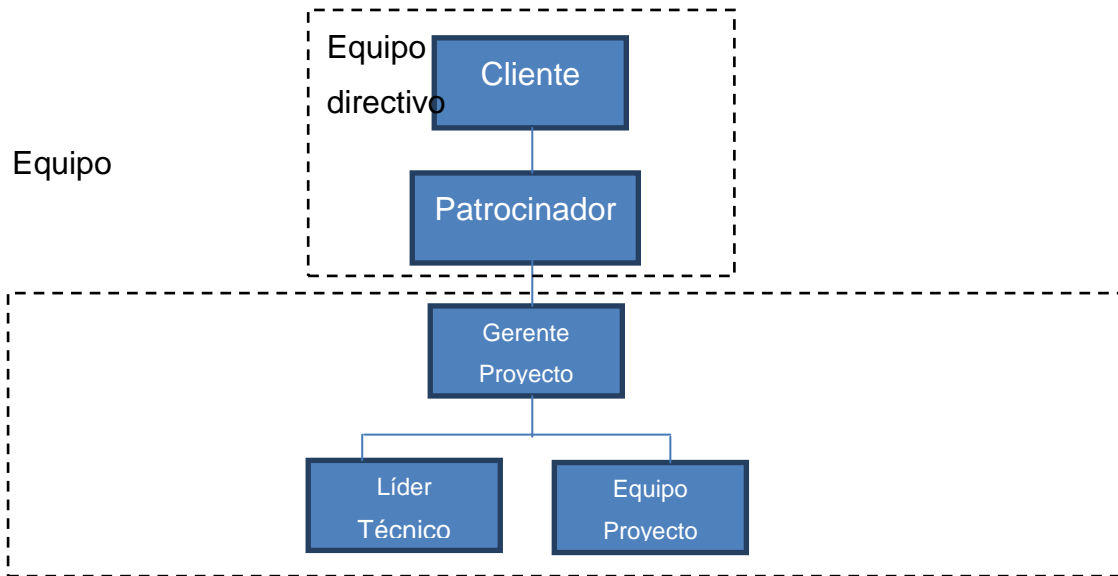 Equipo
directivo
Cliente
Equipo
Patrocinador
Gerente
Proyecto
Líder
Técnico
Equipo
Proyecto